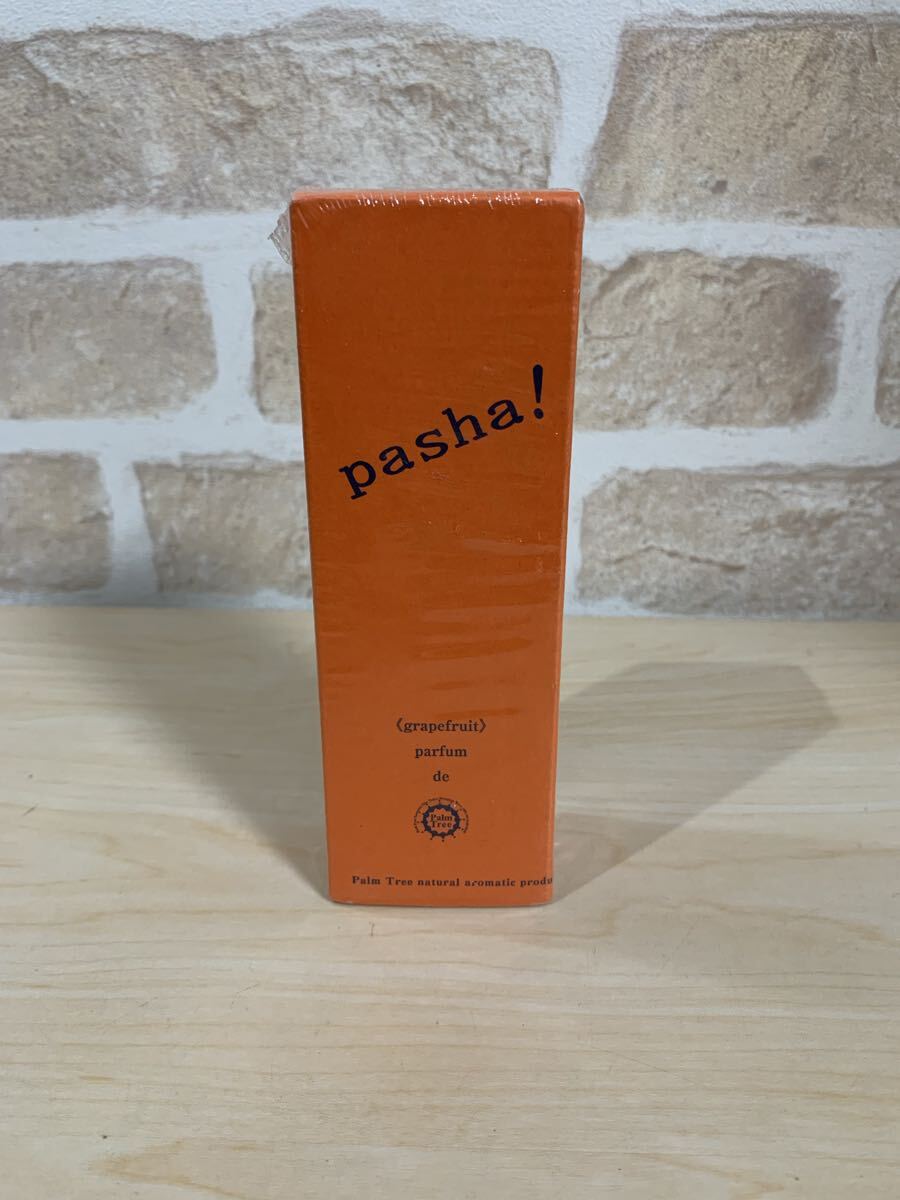 pasha!
《grapefruit》
parfum
de
Palm
Tree
Palm Tree natural aromatic produ